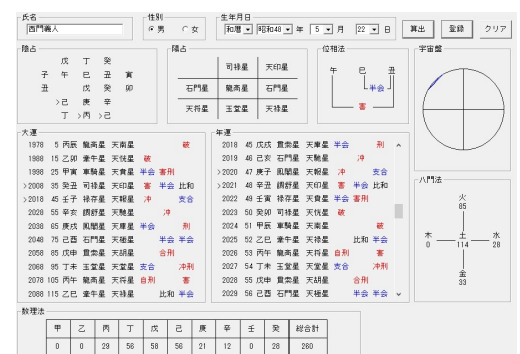 氏名
西門義人
性別
男 女
生年月日
和暦 昭和48 年 5 月 22 日
算出 登録 クリア
陰占
戊 丁 癸
子 午 巳 丑 寅
丑 戊 癸 卯
>己 庚 辛
丁 >丙 >己
陽占
司禄星 天印星
石門星 龍高星 石門星
天将星 玉堂星 天禄星
位相法
午 巳 丑
半会
害
宇宙盤
大運
1978 5 丙辰 龍高星 天南星 破
1988 15 乙卯 牽牛星 天恍星 破
1998 25 甲寅 車騎星 天貴星 半会 害刑
>2008 35 癸丑 司禄星 天印星 害 半会 比和
>2018 45 壬子 禄存星 天報星 冲 支合
2028 55 辛亥 調舒星 天馳星 冲
2038 65 庚戌 鳳閣星 天庫星 半会 刑
2048 75 己酉 石門星 天極星 半会 半会
2058 85 戊申 貫索星 天胡星 合刑
2068 95 丁未 玉堂星 天堂星 支合 冲刑
2078 105 丙午 龍高星 天将星 自刑 害
2088 115 乙巳 牽牛星 天禄星 比和 半会
年運
2018 45 戊戌 貫索星 天庫星 半会 刑
2019 46 己亥 石門星 天馳星 冲
>2020 47 庚子 鳳閣星 天報星 冲 支合
>2021 48 辛丑 調舒星 天印星 害 半会 比和
2022 49 壬寅 禄存星 天貴星 半会 害刑
2023 50 癸卯 司禄星 天恍星 破
2024 51 甲辰 車騎星 天南星 破
2025 52 乙巳 牽牛星 天禄星 比和 半会
2026 53 丙午 龍高星 天将星 自刑 害
2027 54 丁未 玉堂星 天堂星 支合 冲刑
2028 55 戊申 貫索星 天胡星 合刑
2029 56 己酉 石門星 天極星 半会 半会
八門法
火
85
木 土 水
0 114 28
金
33
数理法
甲 乙 丙 丁 戊 己 庚 辛 壬 癸 総合計
0 0 29 56 58 56 21 12 0 28 260